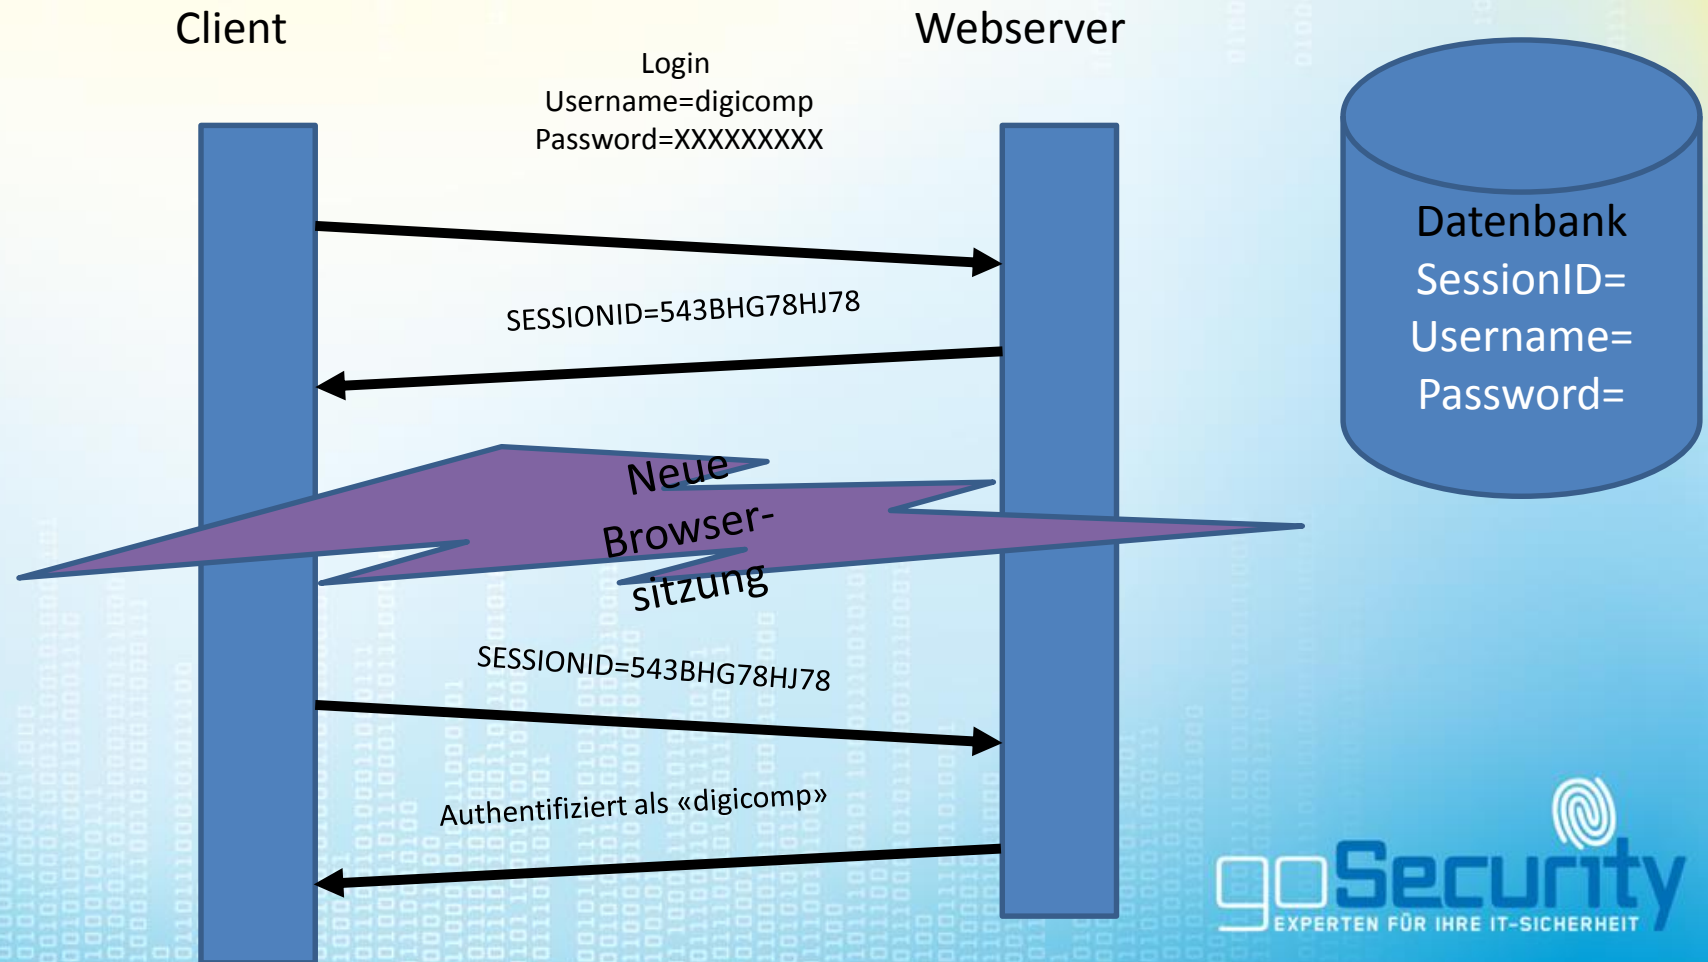 Client
Webserver
Login
Username=digicomp
Password=XXXXXXXXX
SESSIONID=543BHG78HJ78
Neue
Browser-
sitzung
SESSIONID=543BHG78HJ78
Authentifiziert als «digicomp»
Datenbank
SessionID=
Username=
Password=
goSecurity
EXPERTEN FÜR IHRE IT-SICHERHEIT